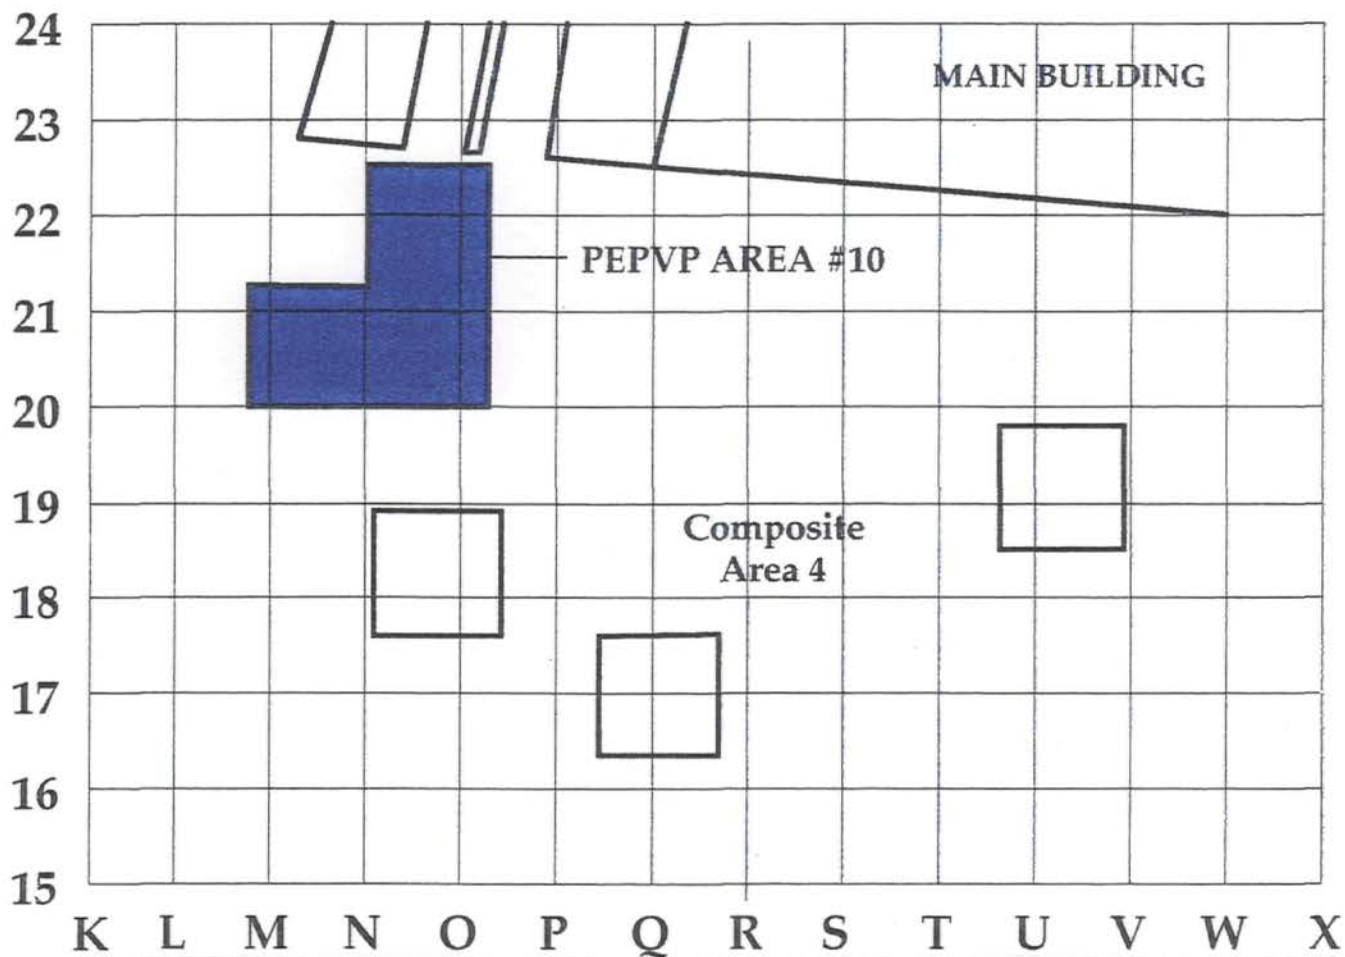 24
MAIN BUILDING
23
22
PEPVP AREA #10
21
20
19
Composite
Area 4
18
17
16
15
K L M N O P Q R S T U V W X